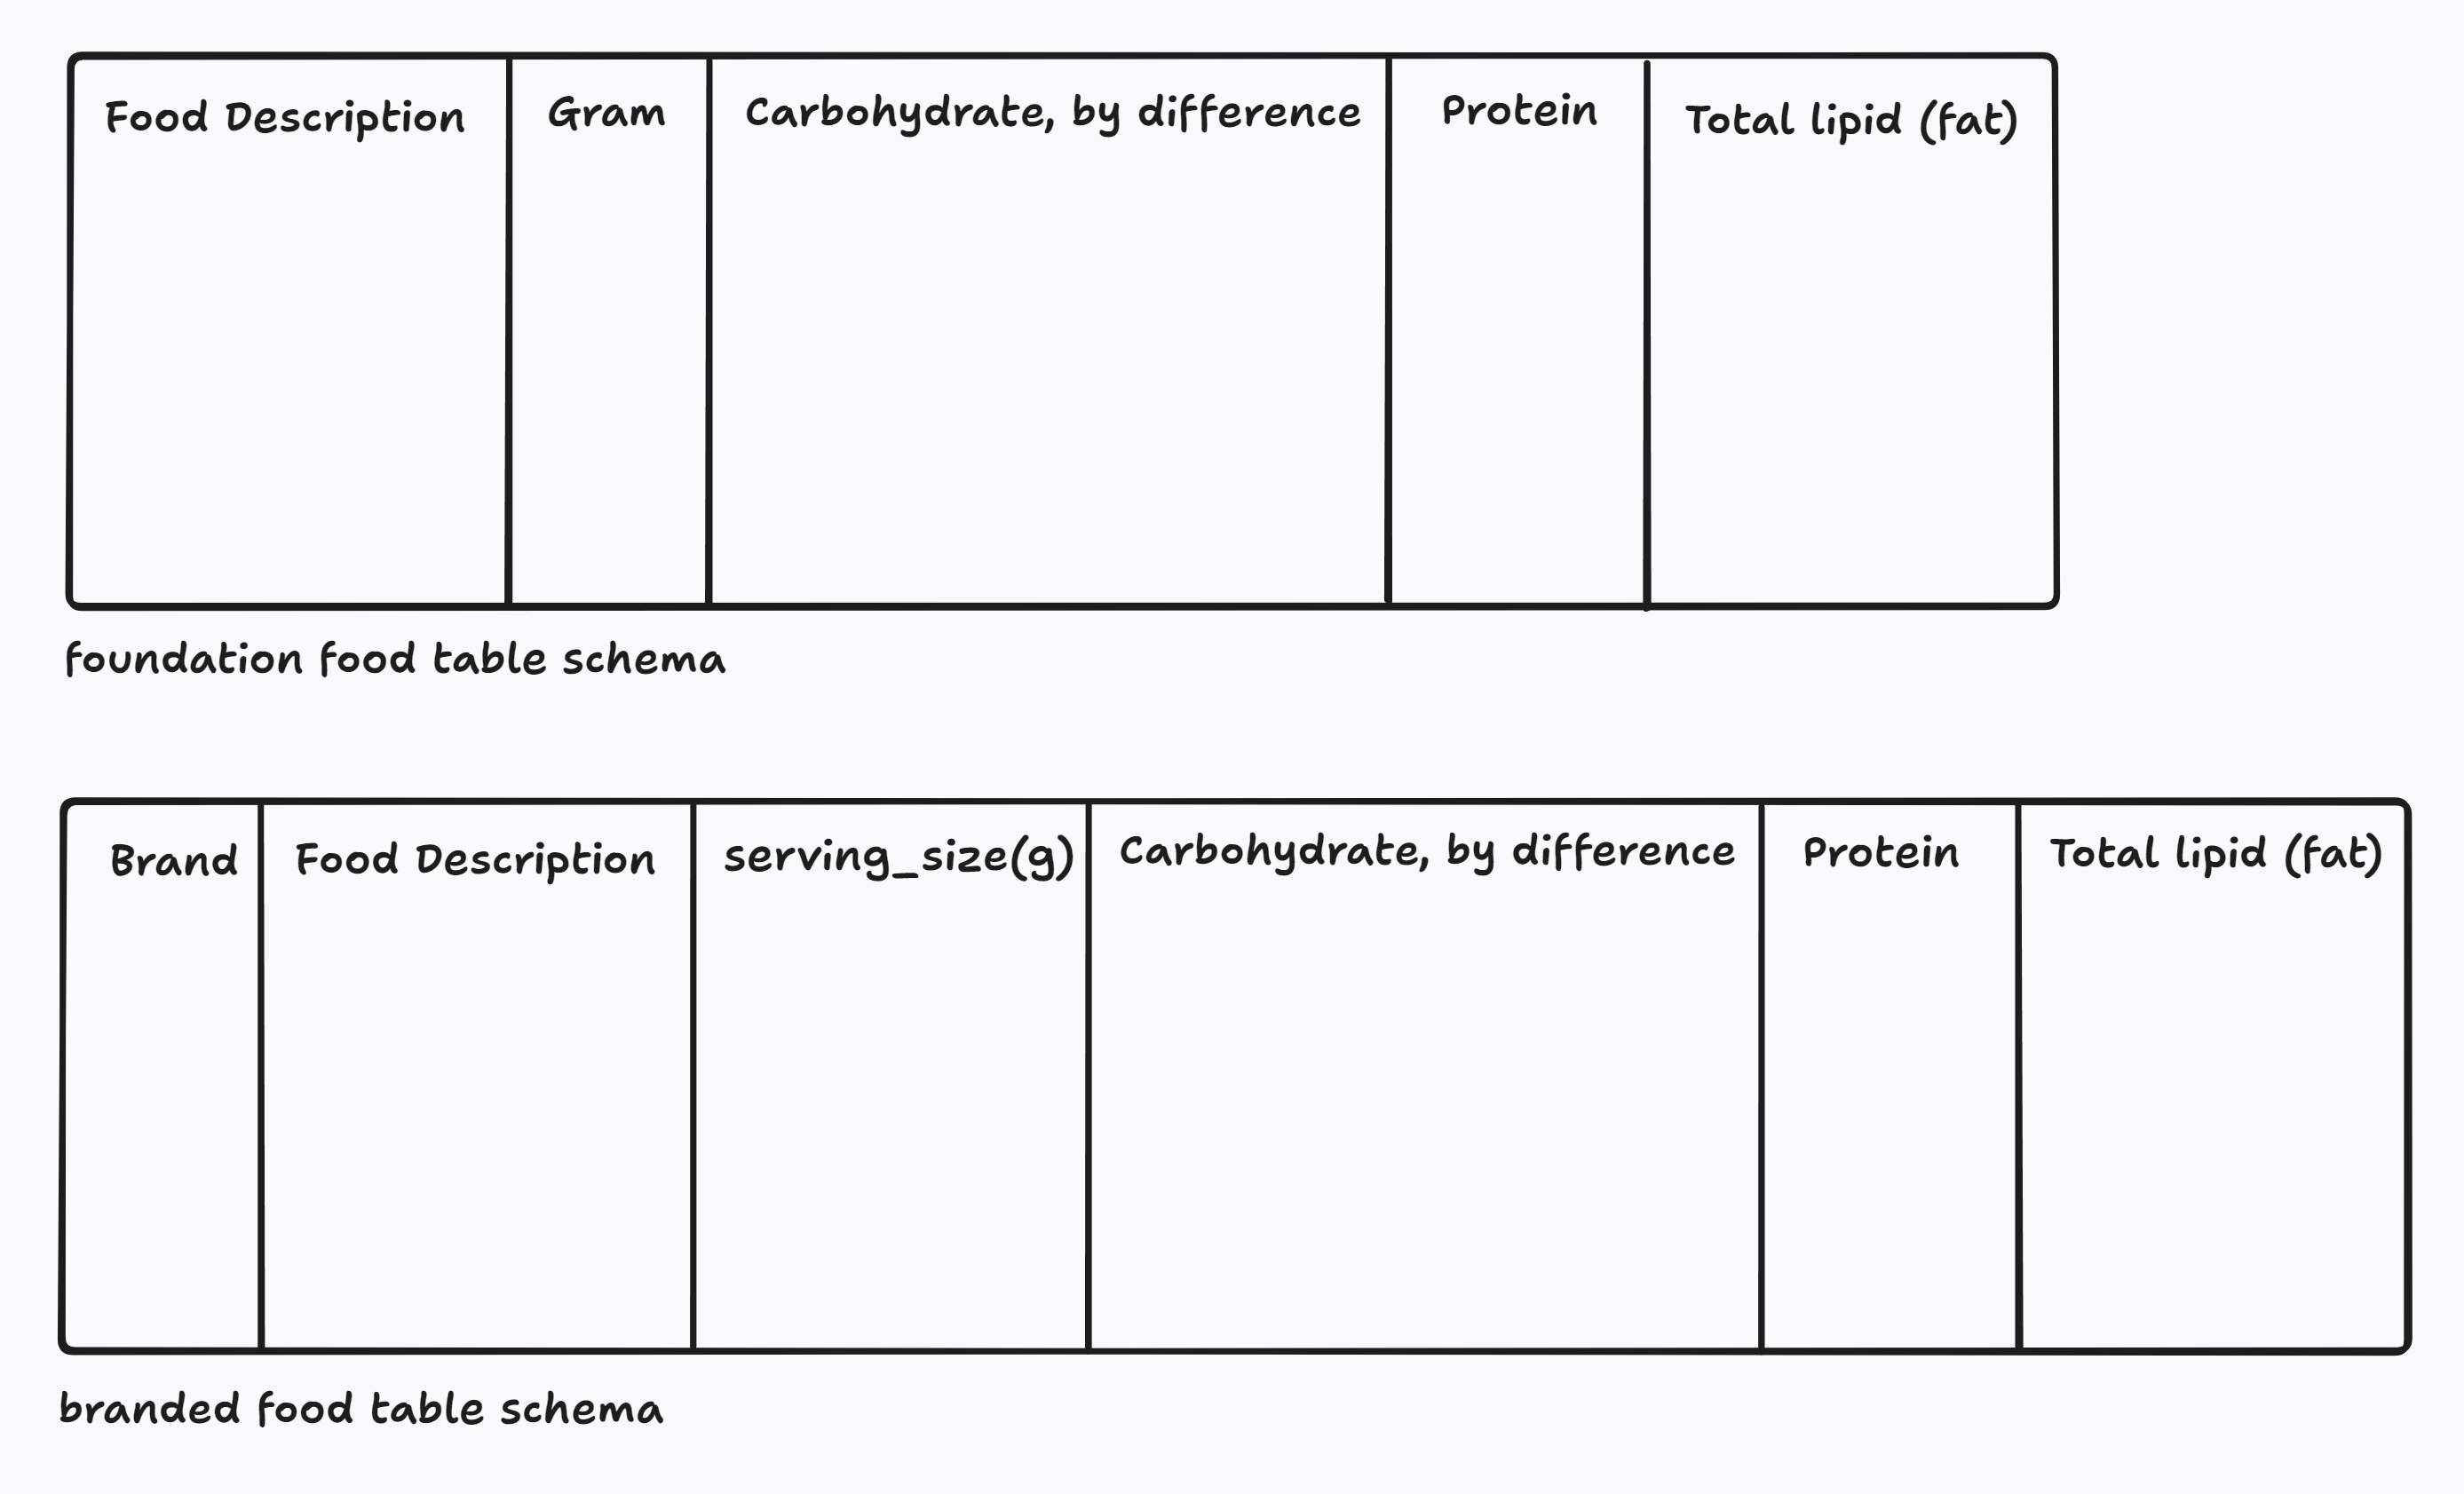 Food Description
Gram
Carbohydrate, by difference
Protein
Total lipid (fat)
foundation food table schema
Brand
Food Description
serving_size(g)
Carbohydrate, by difference
Protein
Total lipid (fat)
branded food table schema